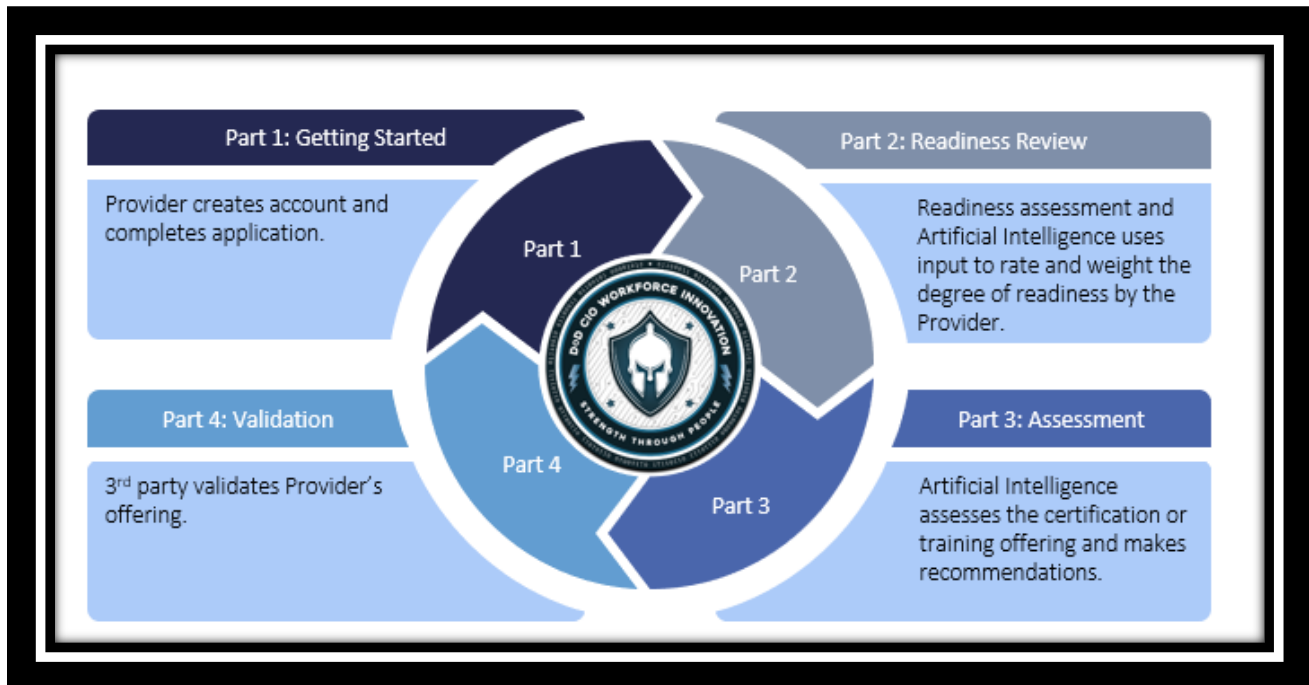 Part 1: Getting Started
Provider creates account and
completes application.
Part 2: Readiness Review
Readiness assessment and
Artificial Intelligence uses
input to rate and weight the
degree of readiness by the
Provider.
Part 1
Part 2
DoD CIO WORKFORCE INNOVATION
STRENGTH THROUGH PEOPLE
Part 4
Part 3
Part 4: Validation
3rd party validates Provider’s
offering.
Part 3: Assessment
Artificial Intelligence
assesses the certification or
training offering and makes
recommendations.